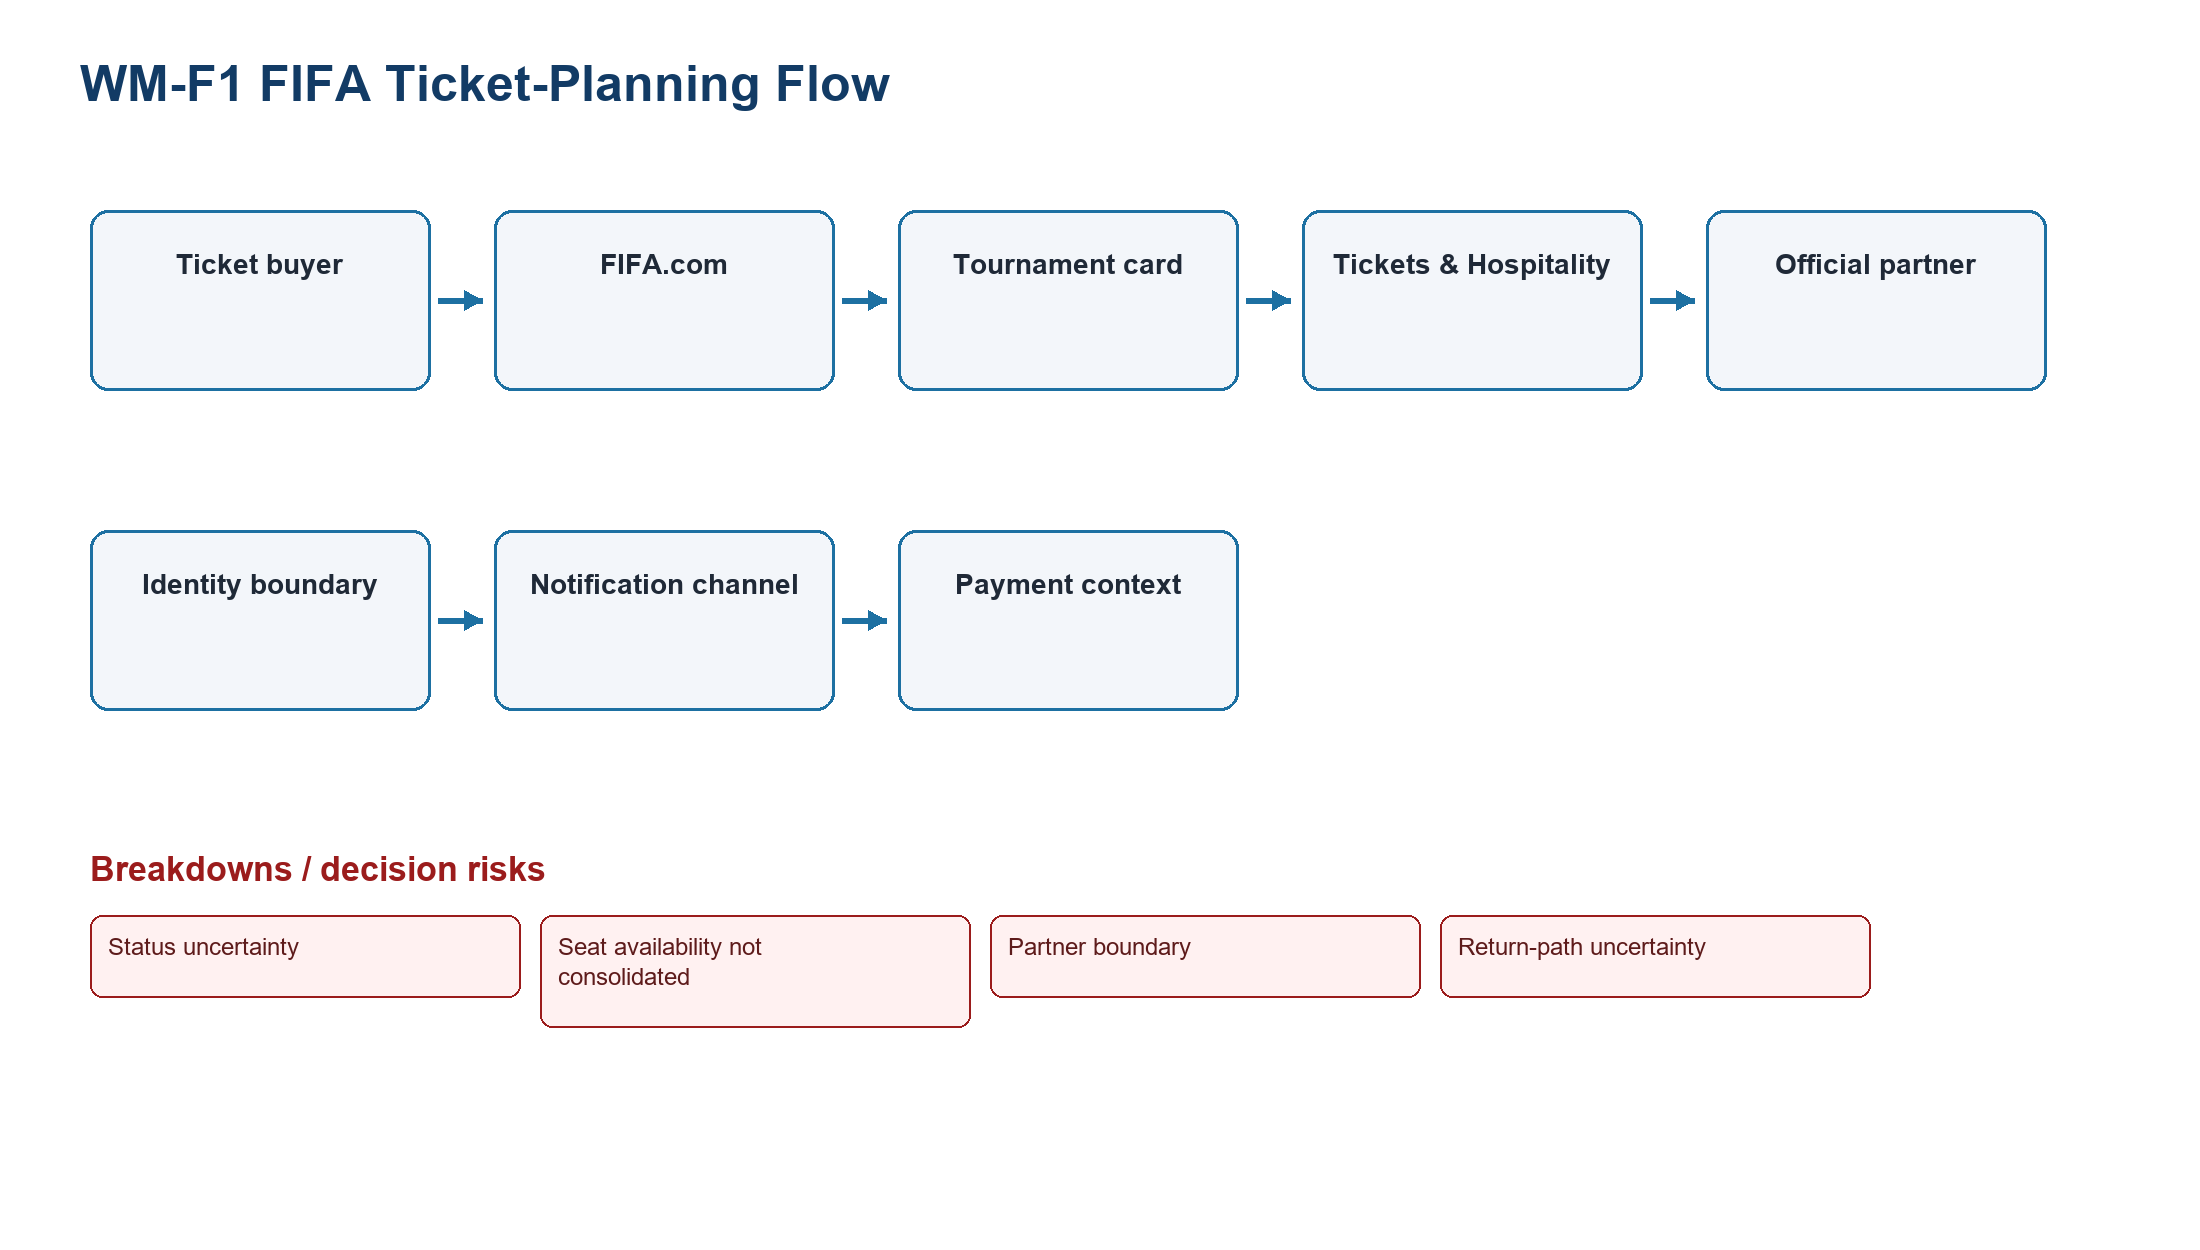 WM-F1 FIFA Ticket-Planning Flow
Ticket buyer
FIFA.com
Tournament card
Tickets & Hospitality
Official partner
Identity boundary
Notification channel
Payment context
Breakdowns / decision risks
Status uncertainty
Seat availability not
consolidated
Partner boundary
Return-path uncertainty